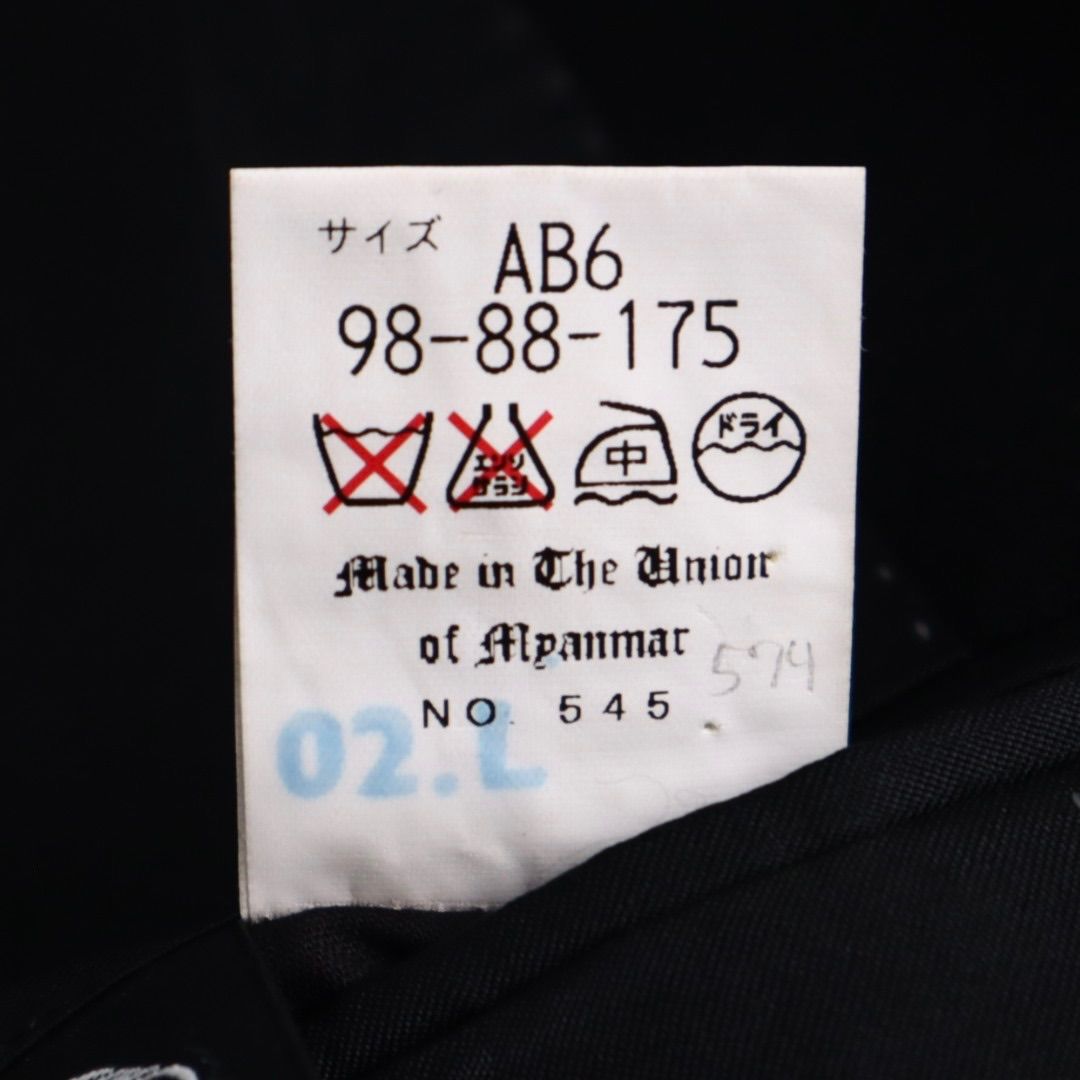 サイズ AB6
98-88-175
エンソ
サラシ
中
ドライ
Made in The Union
of Myanmar
574
NO. 545
02.L